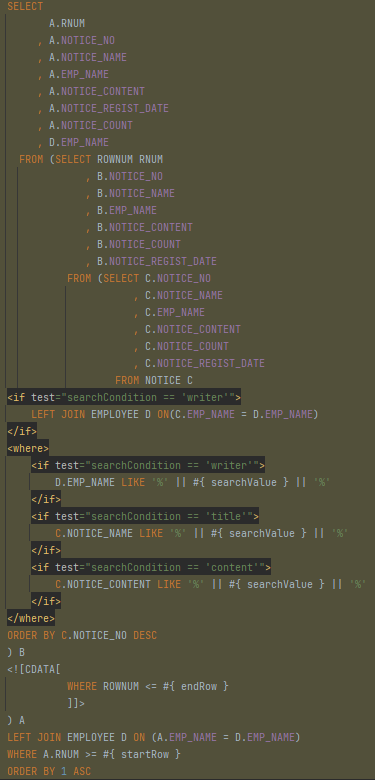 SELECT
A.RNUM
, A.NOTICE_NO
, A.NOTICE_NAME
, A.EMP_NAME
, A.NOTICE_CONTENT
, A.NOTICE_REGIST_DATE
, A.NOTICE_COUNT
, D.EMP_NAME
FROM (SELECT ROWNUM RNUM
, B.NOTICE_NO
, B.NOTICE_NAME
, B.EMP_NAME
, B.NOTICE_CONTENT
, B.NOTICE_COUNT
, B.NOTICE_REGIST_DATE
FROM (SELECT C.NOTICE_NO
, C.NOTICE_NAME
, C.EMP_NAME
, C.NOTICE_CONTENT
, C.NOTICE_COUNT
, C.NOTICE_REGIST_DATE
FROM NOTICE C
<if test="searchCondition == 'writer'">
LEFT JOIN EMPLOYEE D ON(C.EMP_NAME = D.EMP_NAME)
</if>
<where>
<if test="searchCondition == 'writer'">
D.EMP_NAME LIKE '%' || #{ searchValue } || '%'
</if>
<if test="searchCondition == 'title'">
C.NOTICE_NAME LIKE '%' || #{ searchValue } || '%'
</if>
<if test="searchCondition == 'content'">
C.NOTICE_CONTENT LIKE '%' || #{ searchValue } || '%'
</if>
</where>
ORDER BY C.NOTICE_NO DESC
) B
<![CDATA[
WHERE ROWNUM <= #{ endRow }
]]>
) A
LEFT JOIN EMPLOYEE D ON (A.EMP_NAME = D.EMP_NAME)
WHERE A.RNUM >= #{ startRow }
ORDER BY 1 ASC